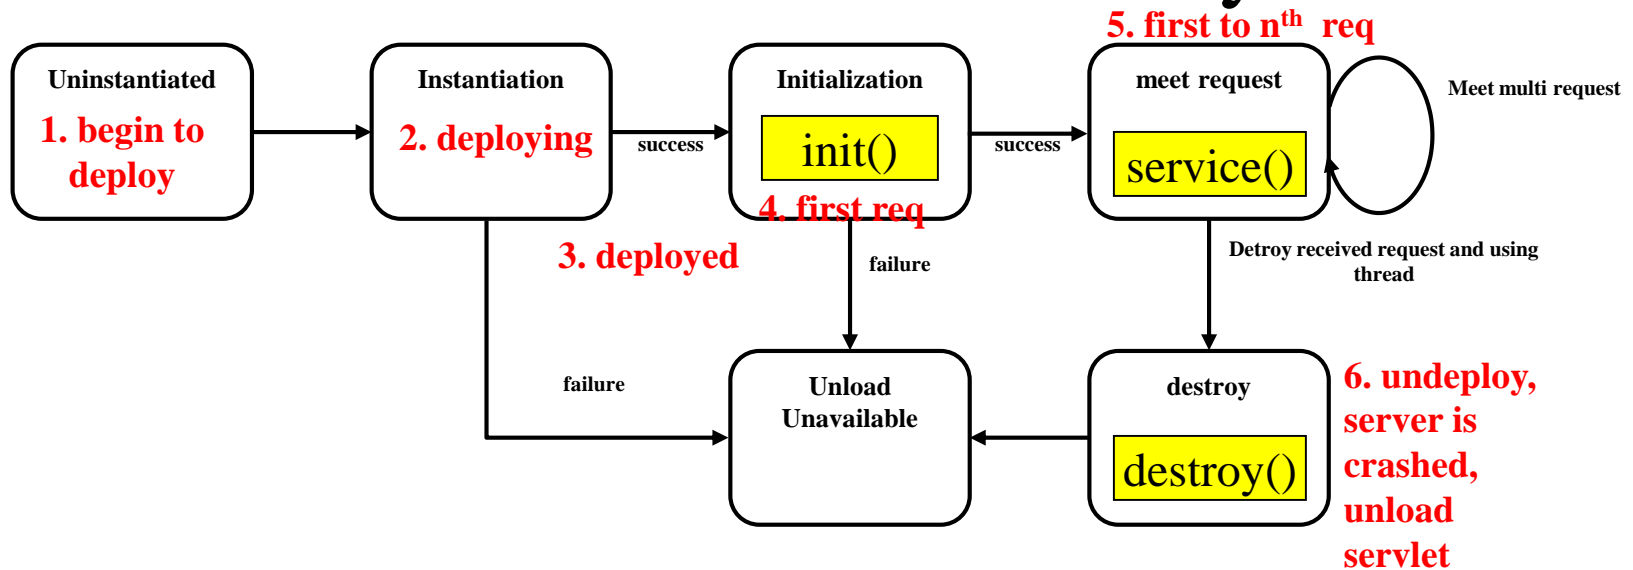 5. first to nth req
Uninstantiated
1. begin to
deploy
Instantiation
2. deploying
success
Initialization
init()
4. first req
success
meet request
service()
Meet multi request
3. deployed
failure
Detroy received request and using
thread
failure
Unload
Unavailable
destroy
destroy()
6. undeploy,
server is
crashed,
unload
servlet